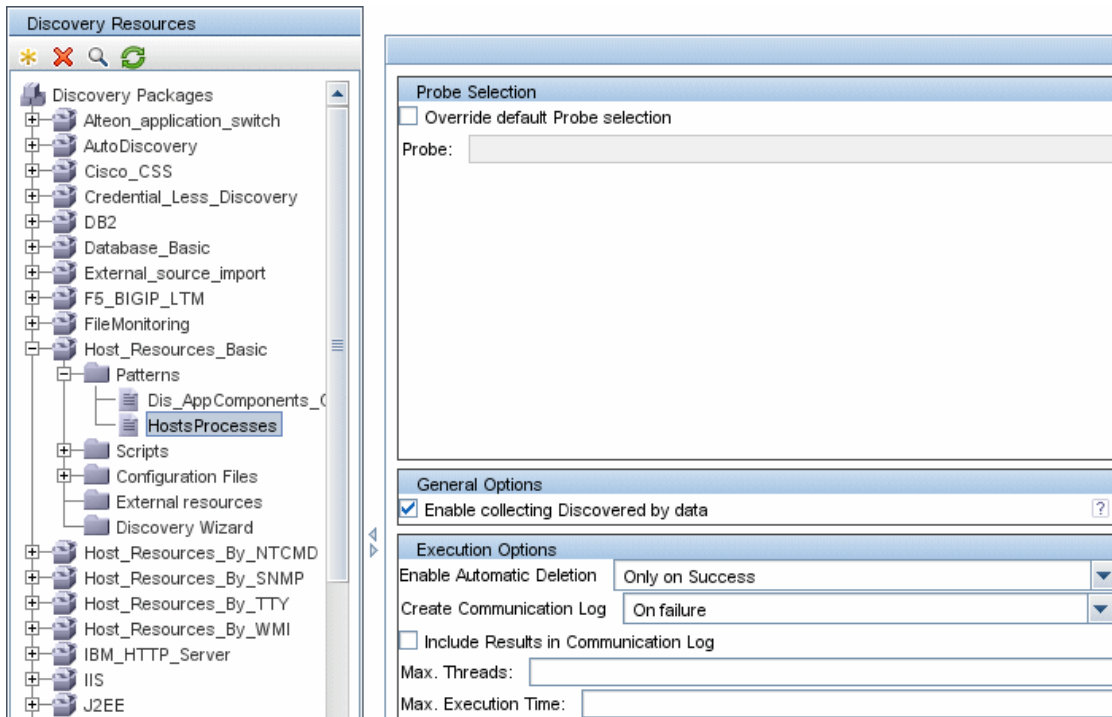 Discovery Resources
Discovery Packages
Alteon_application_switch
AutoDiscovery
Cisco_CSS
Credential_Less_Discovery
DB2
Database_Basic
External_source_import
F5_BIGIP_LTM
FileMonitoring
Host_Resources_Basic
Patterns
Dis_AppComponents_
HostsProcesses
Scripts
Configuration Files
External resources
Discovery Wizard
Host_Resources_By_NTCMD
Host_Resources_By_SNMP
Host_Resources_By_TTY
Host_Resources_By_WMI
IBM_HTTP_Server
IIS
J2EE
Probe Selection
Override default Probe selection
Probe:
General Options
Enable collecting Discovered by data
?
Execution Options
Enable Automatic Deletion Only on Success
Create Communication Log On failure
Include Results in Communication Log
Max. Threads:
Max. Execution Time: